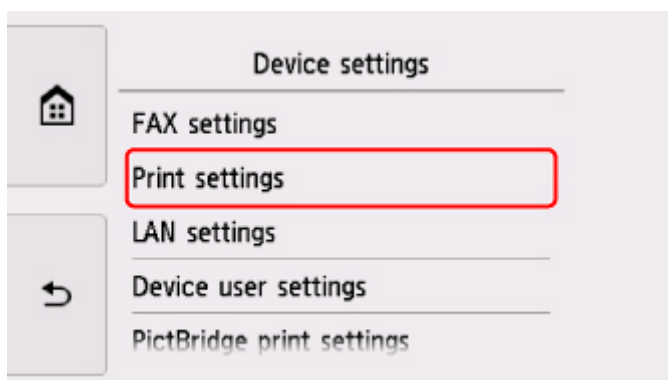 Device settings
FAX settings
Print settings
LAN settings
Device user settings
PictBridge print settings